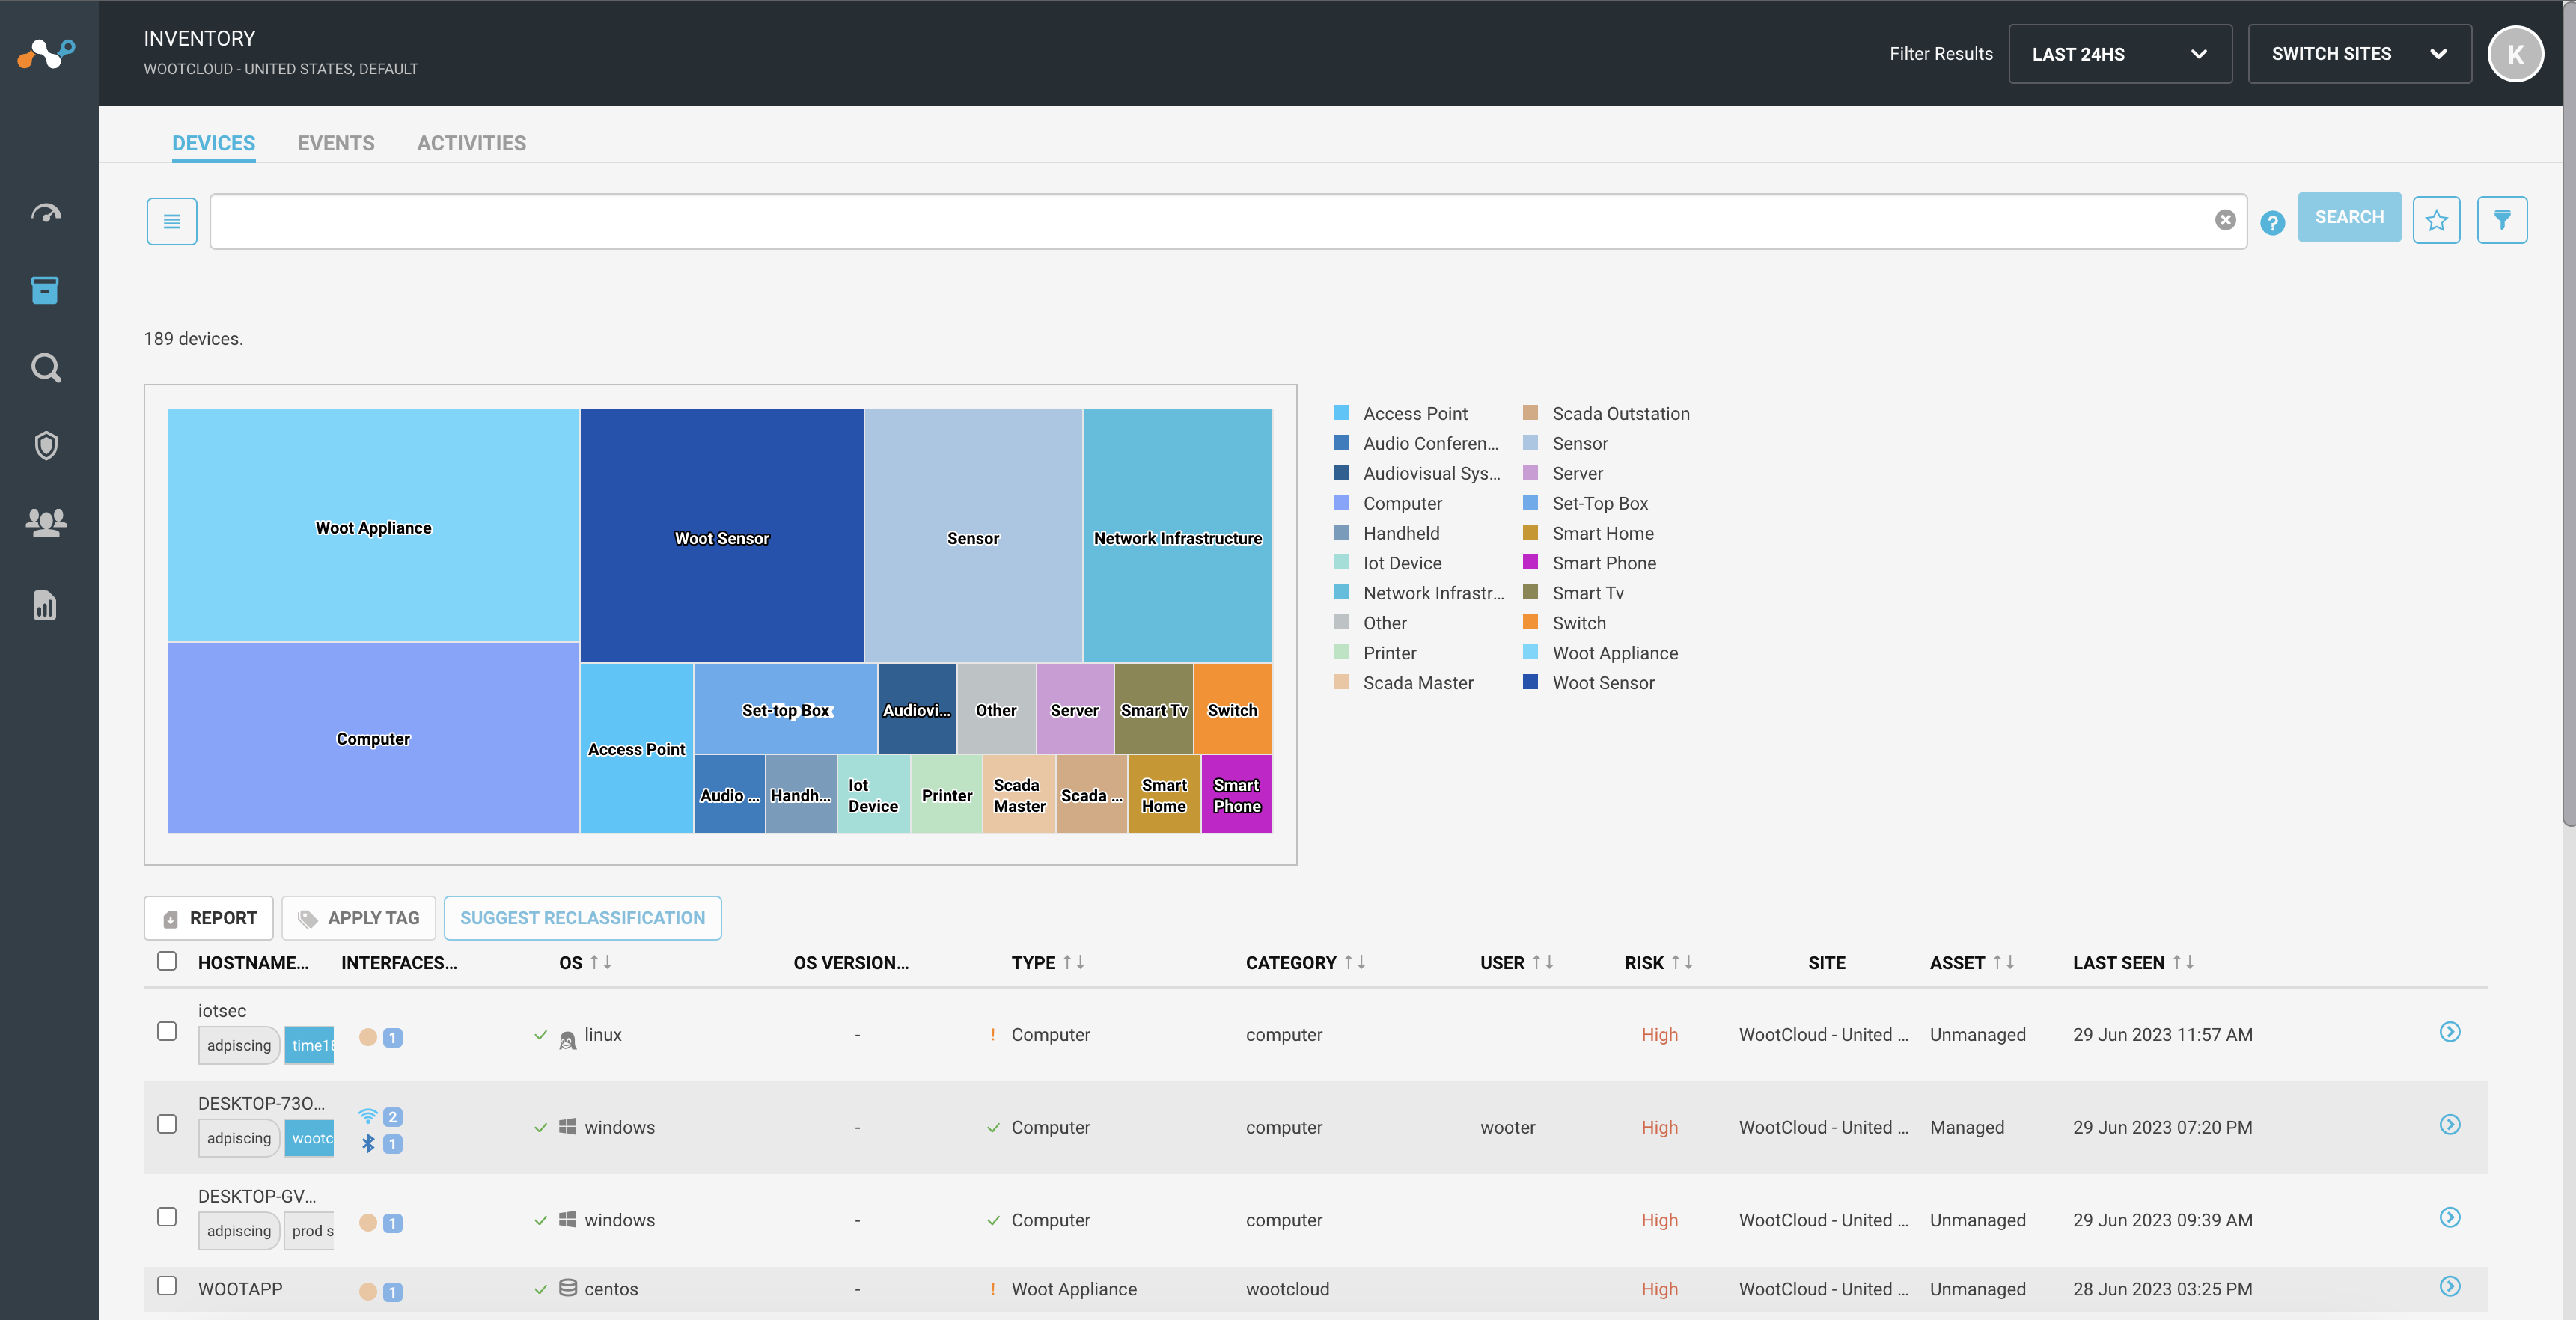 INVENTORY
WOOTCLOUD - UNITED STATES, DEFAULT
Filter Results
LAST 24HS
SWITCH SITES
K
DEVICES EVENTS ACTIVITIES
?
SEARCH
189 devices.
Woot Appliance
Woot Sensor
Sensor
Network Infrastructure
Computer
Access Point
Set-top Box
Audiovi...
Other
Server
Smart Tv
Switch
Audio ...
Handh...
Iot
Device
Printer
Scada
Master
Scada ...
Smart
Home
Smart
Phone
Access Point
Audio Conferen...
Audiovisual Sys...
Computer
Handheld
Iot Device
Network Infrastr...
Other
Printer
Scada Master
Scada Outstation
Sensor
Server
Set-Top Box
Smart Home
Smart Phone
Smart Tv
Switch
Woot Appliance
Woot Sensor
REPORT APPLY TAG SUGGEST RECLASSIFICATION
HOSTNAME... INTERFACES... OS OS VERSION... TYPE CATEGORY USER RISK SITE ASSET LAST SEEN
iotsec
adpiscing time18
1 linux - ! Computer computer High WootCloud - United ... Unmanaged 29 Jun 2023 11:57 AM
DESKTOP-73O...
adpiscing wootc
2
1
windows - Computer computer wooter High WootCloud - United ... Managed 29 Jun 2023 07:20 PM
DESKTOP-GV...
adpiscing prod s
1 windows - Computer computer High WootCloud - United ... Unmanaged 29 Jun 2023 09:39 AM
WOOTAPP 1 centos - ! Woot Appliance wootcloud High WootCloud - United ... Unmanaged 28 Jun 2023 03:25 PM